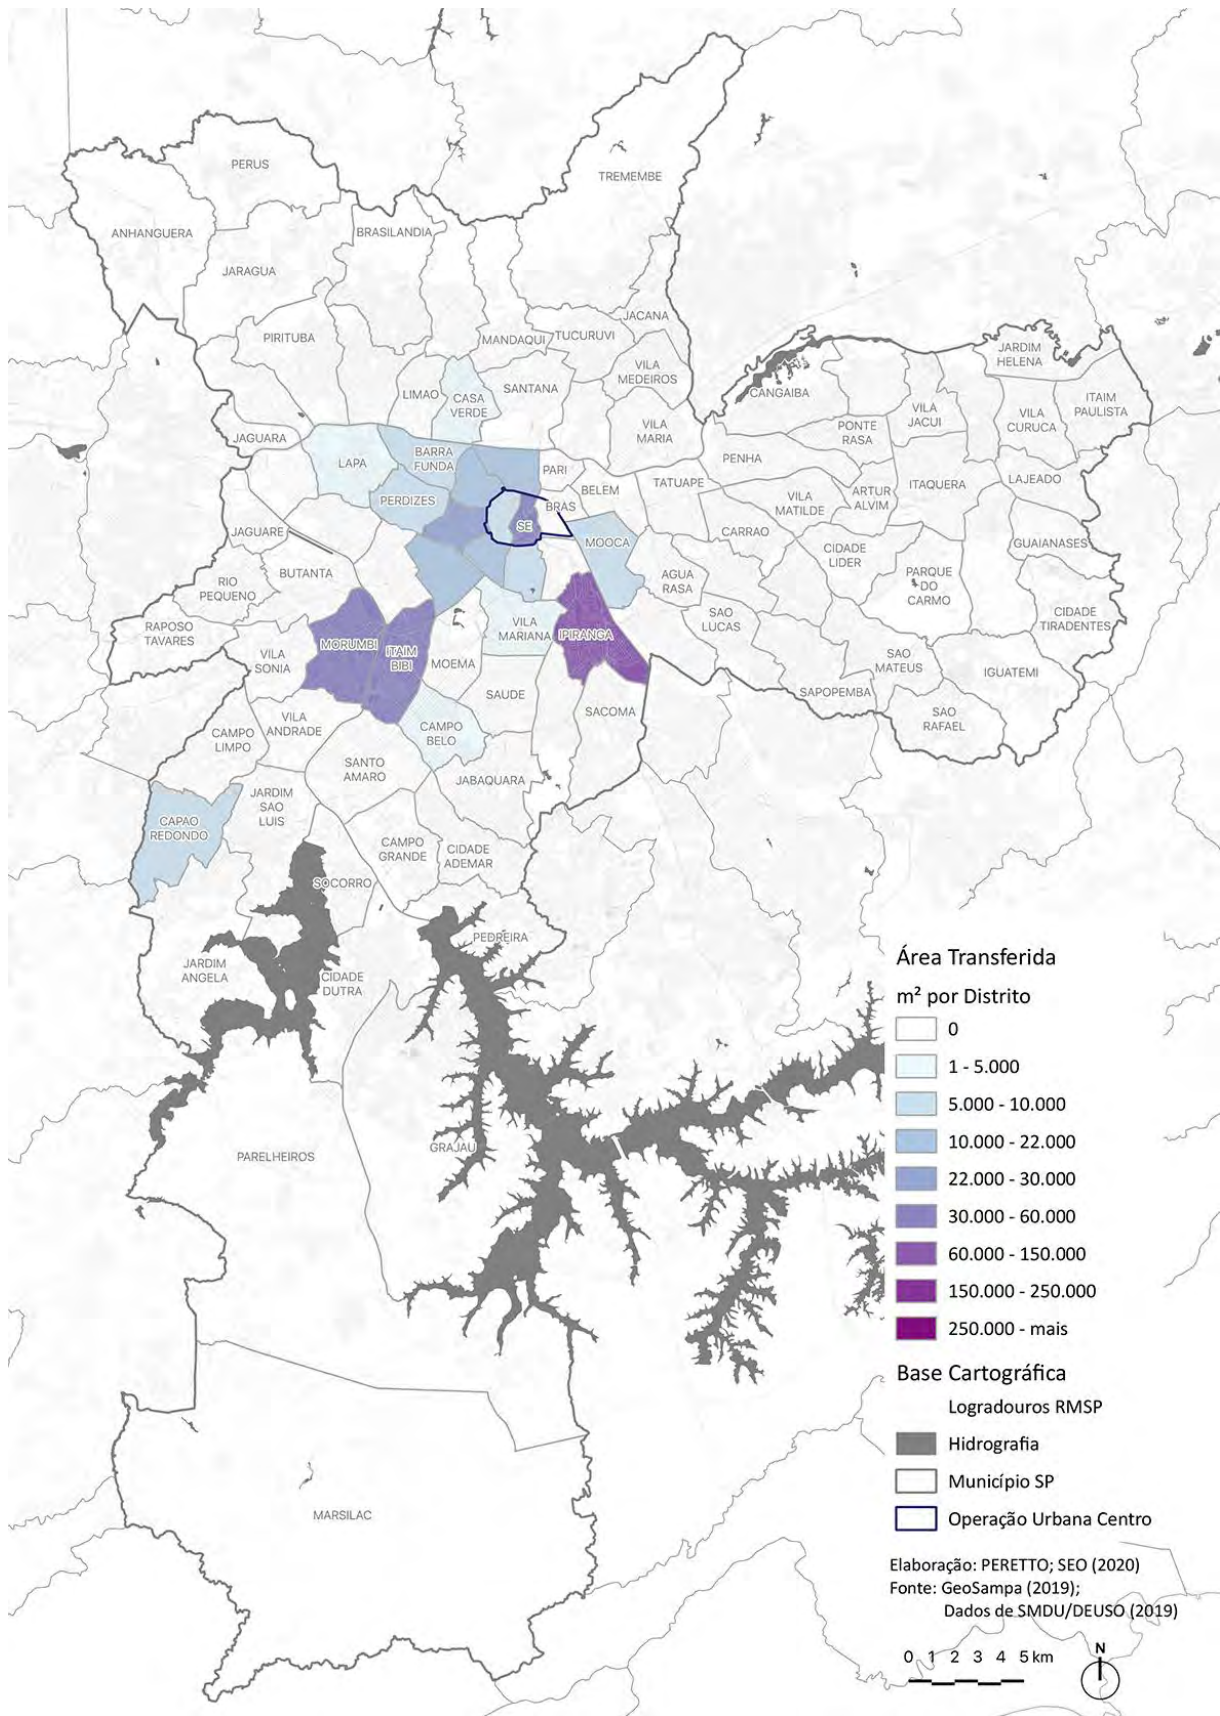 PERUS
TREMEMBE
ANHANGUERA
BRASILANDIA
JARAGUA
JACANA
PIRITUBA
MANDAQUI
TUCURUVI
JARDIM
HELENA
VILA
MEDEIROS
CANGAIBA
LIMAO
CASA
VERDE
SANTANA
ITAIM
PAULISTA
VILA
JACUI
VILA
CURUCA
VILA
MARIA
PONTE
RASA
JAGUARA
BARRA
FUNDA
LAPA
PARI
PENHA
TATUAPE
BELEM
ARTUR
ALVIM
ITAQUERA
LAJEADO
PERDIZES
BRAS
VILA
MATILDE
SE
JAGUARE
MOOCA
CARRAO
GUAIANASES
CIDADE
LIDER
BUTANTA
RIO
PEQUENO
AGUA
RASA
PARQUE
DO
CARMO
CIDADE
TIRADENTES
RAPOSO
TAVARES
VILA
MARIANA
IPIRANGA
SAO
LUCAS
MORUMBI
ITAIM
BIBI
VILA
SONIA
MOEMA
SAO
MATEUS
IGUATEMI
SAUDE
SAPOPEMBA
SACOMA
SAO
RAFAEL
VILA
ANDRADE
CAMPO
BELO
CAMPO
LIMPO
SANTO
AMARO
JABAQUARA
JARDIM
SAO
LUIS
CAPAO
REDONDO
CAMPO
GRANDE
CIDADE
ADEMAR
SOCORRO
PEDREIRA
JARDIM
ANGELA
CIDADE
DUTRA
GRAJAU
PARELHEIROS
MARSILAC
Área Transferida
m² por Distrito
0
1 - 5.000
5.000 - 10.000
10.000 - 22.000
22.000 - 30.000
30.000 - 60.000
60.000 - 150.000
150.000 - 250.000
250.000 - mais
Base Cartográfica
Logradouros RMSP
Hidrografia
Município SP
Operação Urbana Centro
Elaboração: PERETTO; SEO (2020)
Fonte: GeoSampa (2019);
Dados de SMDU/DEUSO (2019)
0 1 2 3 4 5 km
N